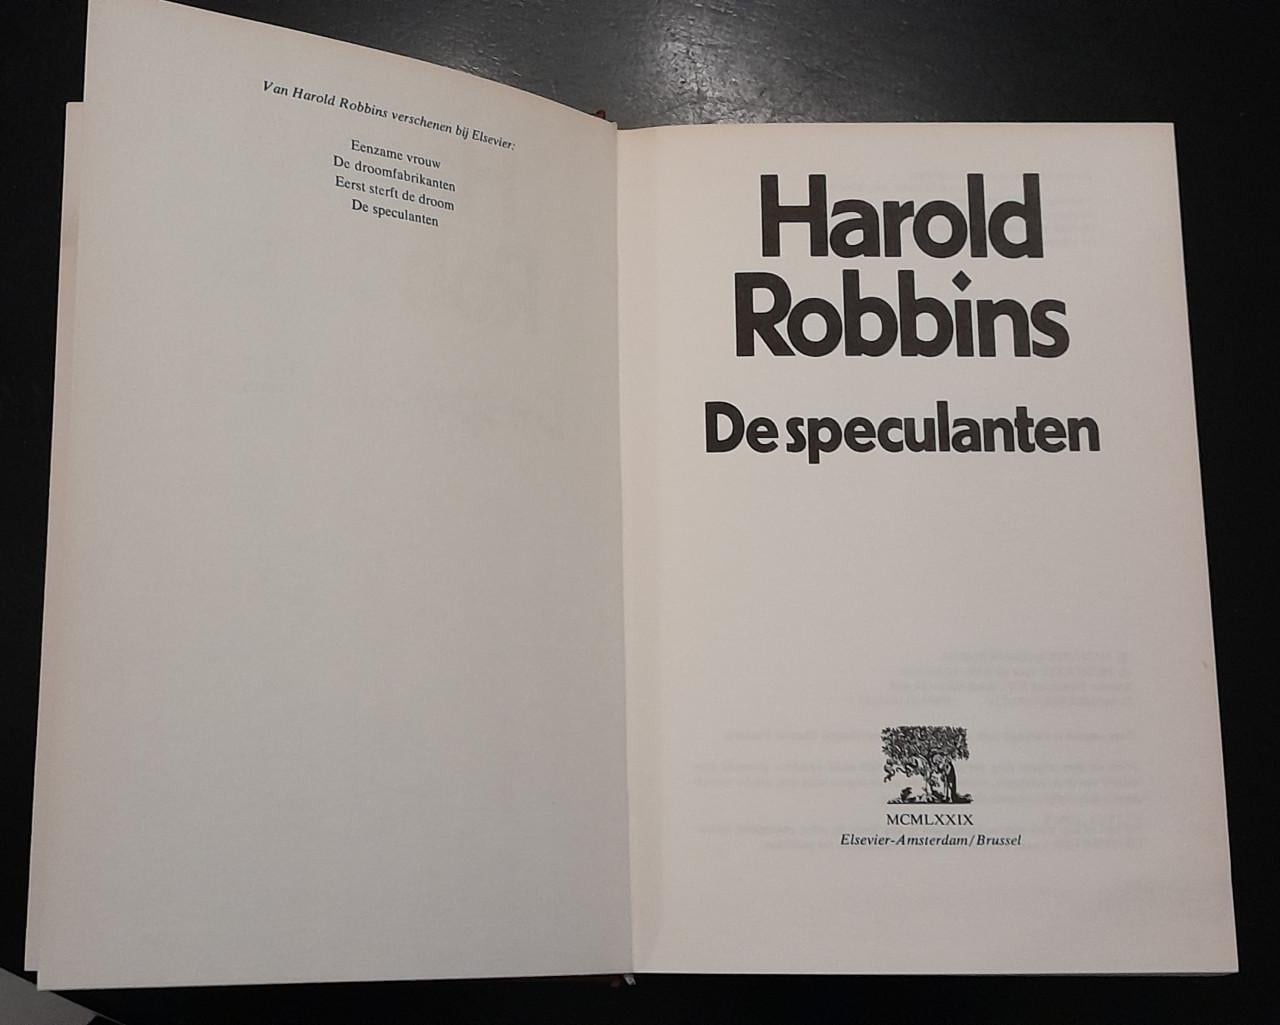 Van Harold Robbins verschenen bij Elsevier:
Eenzame vrouw
De droomfabrikanten
Eerst sterft de droom
De speculanten
Harold
Robbins
De speculanten
MCMLXXIX
Elsevier-Amsterdam/Brussel